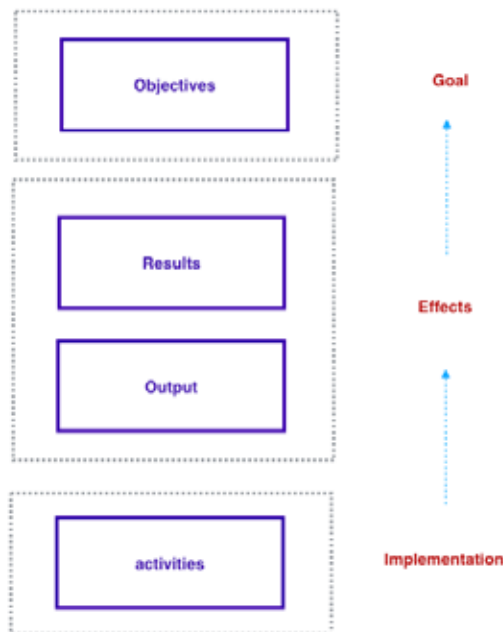 Objectives
Goal
Results
Effects
Output
activities
Implementation